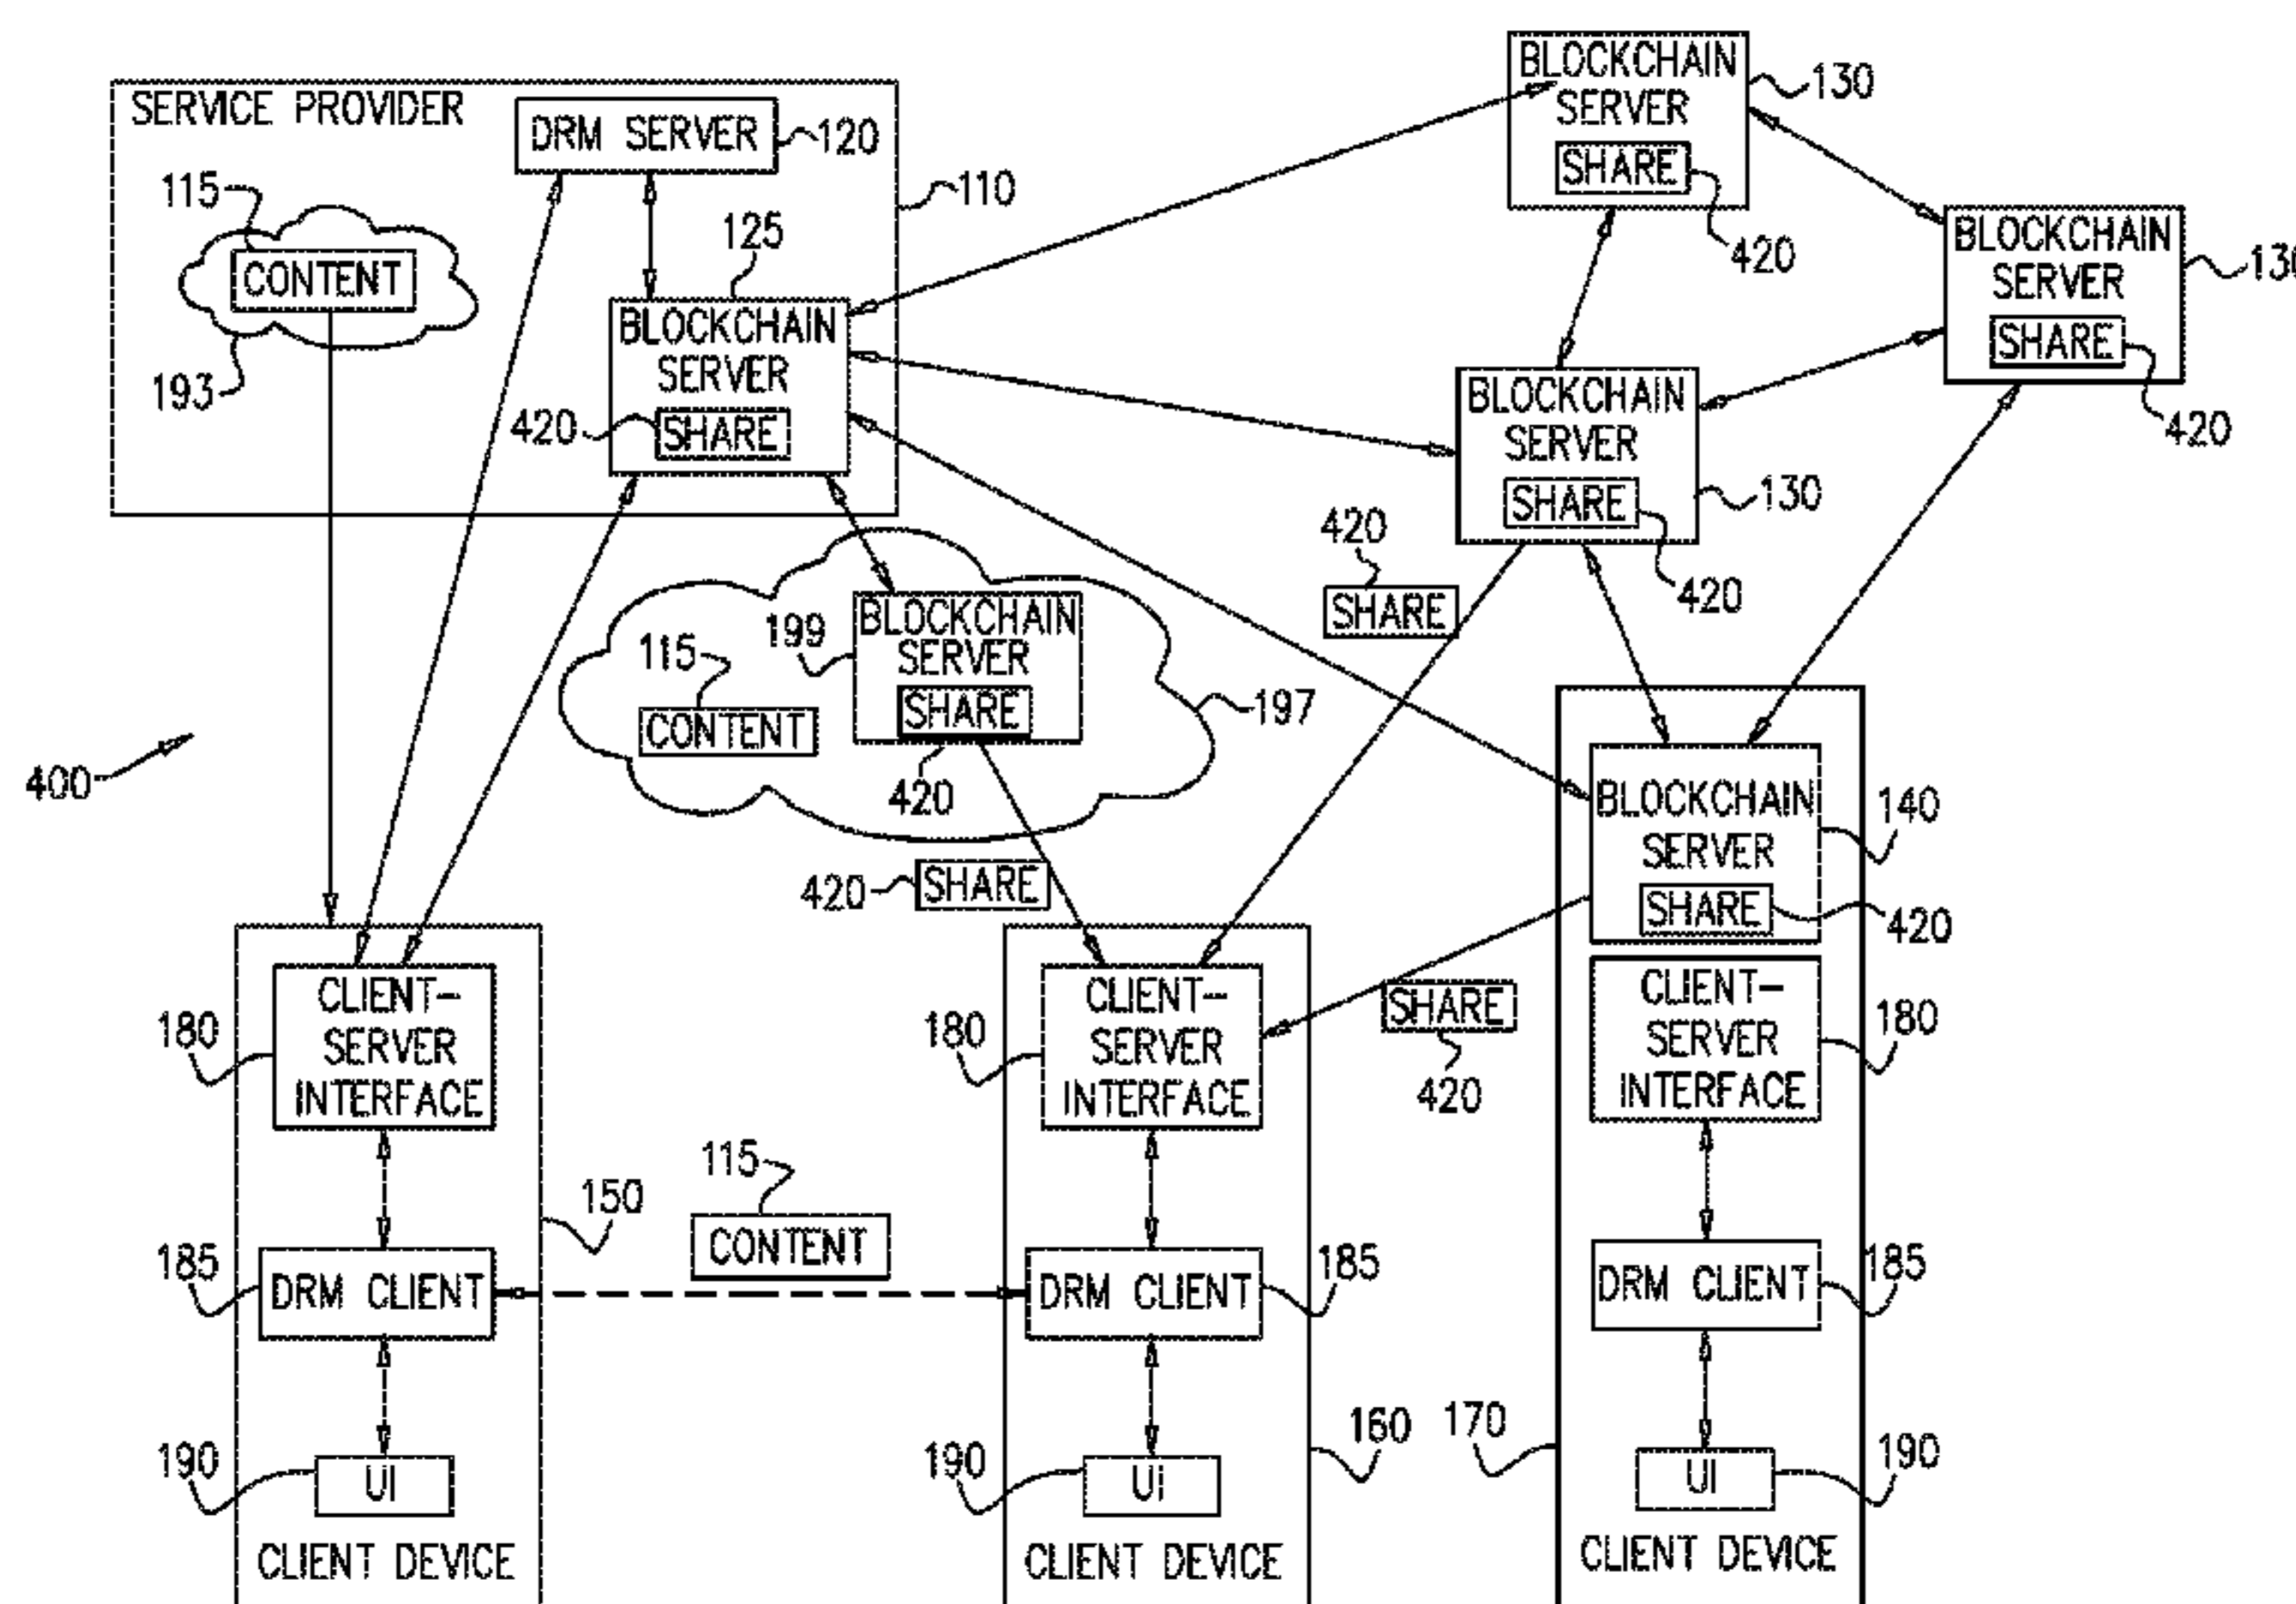 SERVICE PROVIDER
DRM SERVER
120
110
115
CONTENT
193
125
BLOCKCHAIN
SERVER
420
SHARE
BLOCKCHAIN
SERVER
SHARE
130
420
BLOCKCHAIN
SERVER
SHARE
420
BLOCKCHAIN
SERVER
SHARE
130
420
420
SHARE
400
199
BLOCKCHAIN
SERVER
SHARE
420
115
CONTENT
197
420
SHARE
BLOCKCHAIN
SERVER
SHARE
140
420
SHARE
420
180
CLIENT-
SERVER
INTERFACE
185
DRM CLIENT
150
190
UI
CLIENT DEVICE
115
CONTENT
180
CLIENT-
SERVER
INTERFACE
DRM CLIENT
185
190
Ui
160
CLIENT DEVICE
CLIENT-
SERVER
INTERFACE
180
DRM CLIENT
185
170
UI
190
CLIENT DEVICE